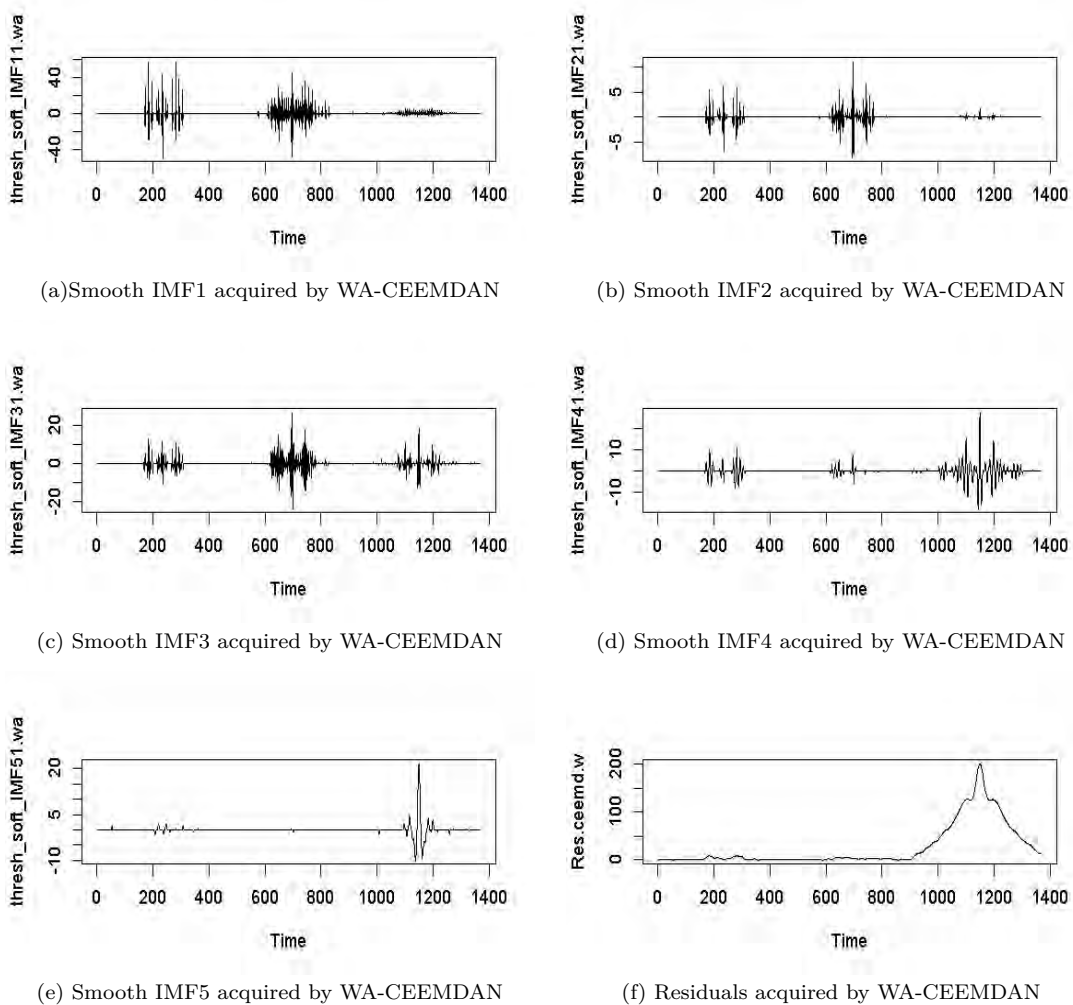 thresh_soft_IMF11.wa
40
0
-40
0 200 400 600 800 1000 1200 1400
Time
(a)Smooth IMF1 acquired by WA-CEEMDAN
thresh_soft_IMF21.wa
5
-5
0 200 400 600 800 1000 1200 1400
Time
(b) Smooth IMF2 acquired by WA-CEEMDAN
thresh_soft_IMF31.wa
20
0
-20
0 200 400 600 800 1000 1200 1400
Time
(c) Smooth IMF3 acquired by WA-CEEMDAN
thresh_soft_IMF41.wa
10
-10
0 200 400 600 800 1000 1200 1400
Time
(d) Smooth IMF4 acquired by WA-CEEMDAN
thresh_soft_IMF51.wa
20
5
-10
0 200 400 600 800 1000 1200 1400
Time
(e) Smooth IMF5 acquired by WA-CEEMDAN
Res.ceemd.w
200
100
0
0 200 400 600 800 1000 1200 1400
Time
(f) Residuals acquired by WA-CEEMDAN